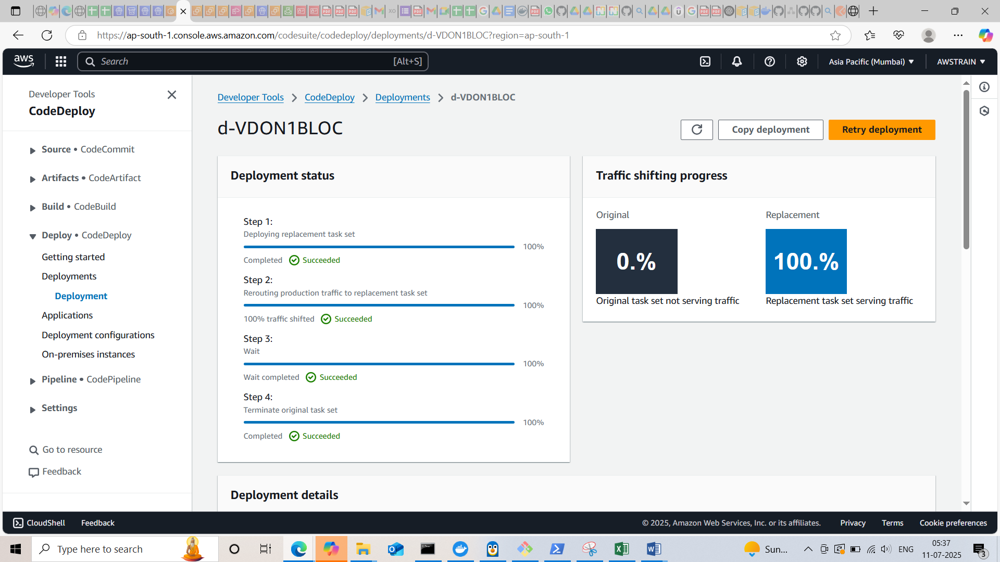 https://ap-south-1.console.aws.amazon.com/codesuite/codedeploy/deployments/d-VDON1BLOC?region=ap-south-1
aws
Search
[Alt+S]
Asia Pacific (Mumbai)
AWSTRAIN
Developer Tools
CodeDeploy
Source • CodeCommit
Artifacts • CodeArtifact
Build • CodeBuild
Deploy • CodeDeploy
Getting started
Deployments
Deployment
Applications
Deployment configurations
On-premises instances
Pipeline • CodePipeline
Settings
Go to resource
Feedback
Developer Tools > CodeDeploy > Deployments > d-VDON1BLOC
d-VDON1BLOC
Copy deployment
Retry deployment
Deployment status
Step 1:
Deploying replacement task set
100%
Completed Succeeded
Step 2:
Rerouting production traffic to replacement task set
100%
100% traffic shifted Succeeded
Step 3:
Wait
100%
Wait completed Succeeded
Step 4:
Terminate original task set
100%
Completed Succeeded
Traffic shifting progress
Original
0.%
Original task set not serving traffic
Replacement
100.%
Replacement task set serving traffic
Deployment details
CloudShell
Feedback
© 2025, Amazon Web Services, Inc. or its affiliates.
Privacy
Terms
Cookie preferences
Type here to search
Sun...
ENG
05:37
11-07-2025
3